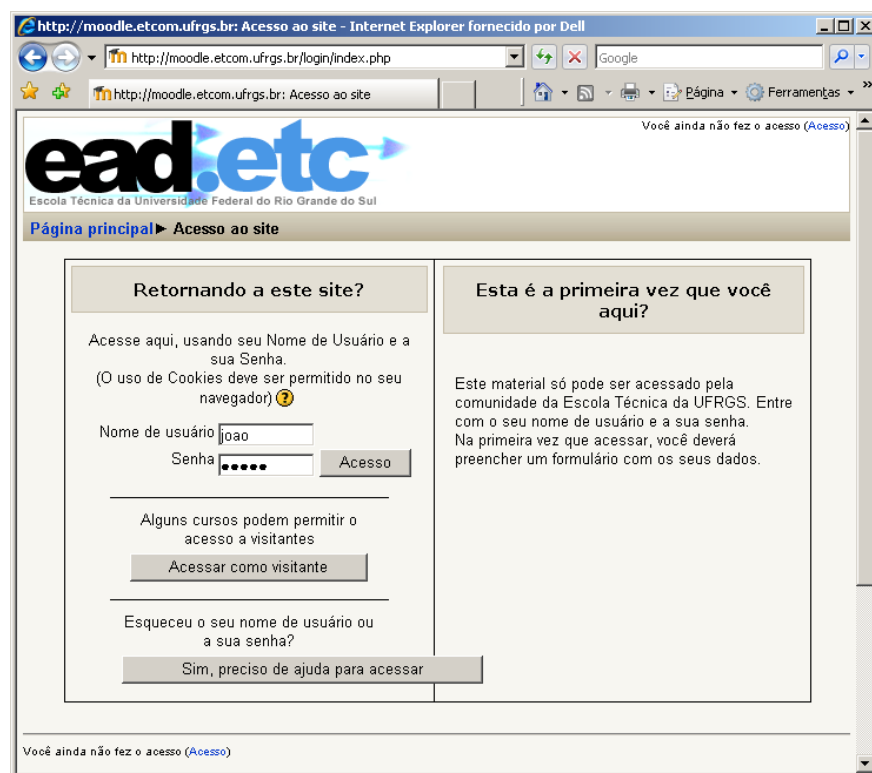 http://moodle.etcom.ufrgs.br: Acesso ao site - Internet Explorer fornecido por Dell
http://moodle.etcom.ufrgs.br/login/index.php
Google
http://moodle.etcom.ufrgs.br: Acesso ao site
Página
Ferramentas
Você ainda não fez o acesso (Acesso)
ead.etc
Escola Técnica da Universidade Federal do Rio Grande do Sul
Página principal► Acesso ao site
Retornando a este site?
Acesse aqui, usando seu Nome de Usuário e a
sua Senha.
(O uso de Cookies deve ser permitido no seu
navegador) ?
Nome de usuário joao
Senha ●●●●● Acesso
Alguns cursos podem permitir o
acesso a visitantes
Acessar como visitante
Esqueceu o seu nome de usuário ou
a sua senha?
Sim, preciso de ajuda para acessar
Esta é a primeira vez que você
aqui?
Este material só pode ser acessado pela
comunidade da Escola Técnica da UFRGS. Entre
com o seu nome de usuário e a sua senha.
Na primeira vez que acessar, você deverá
preencher um formulário com os seus dados.
Você ainda não fez o acesso (Acesso)